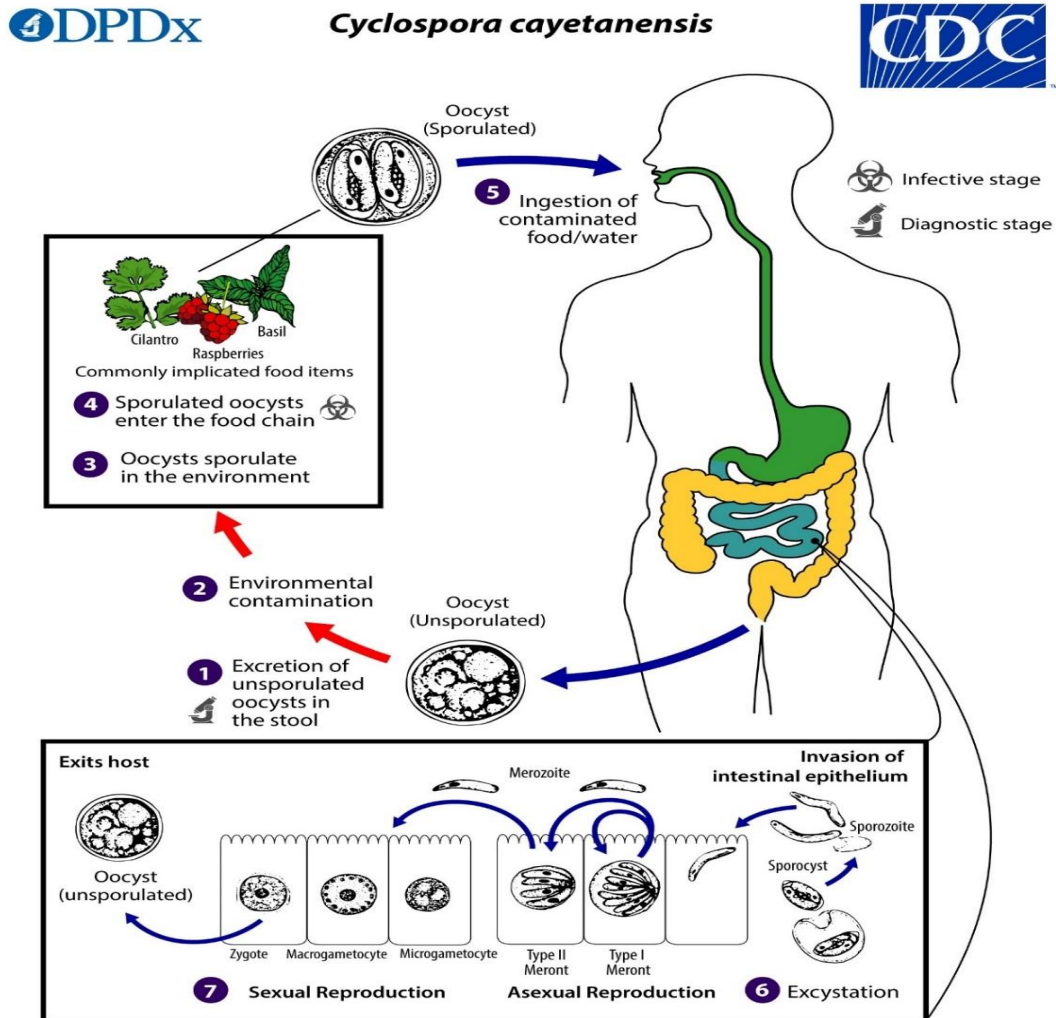 DPDx
Cyclospora cayetanensis
CDC
TM
Oocyst
(Sporulated)
5
Ingestion of
contaminated
food/water
Infective stage
Diagnostic stage
Cilantro
Raspberries
Basil
Commonly implicated food items
4 Sporulated oocysts
enter the food chain
3 Oocysts sporulate
in the environment
2 Environmental
contamination
Oocyst
(Unsporulated)
1 Excretion of
unsporulated
oocysts in
the stool
Exits host
Oocyst
(unsporulated)
Merozoite
Invasion of
intestinal epithelium
Sporozoite
Sporocyst
Zygote
Macrogametocyte
Microgametocyte
Type II
Meront
Type I
Meront
7 Sexual Reproduction
Asexual Reproduction
6 Excystation